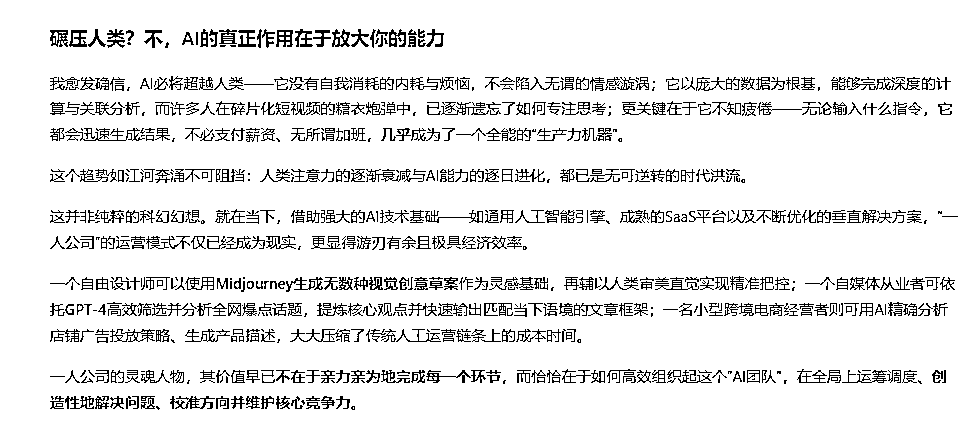 碾压人类？不，AI的真正作用在于放大你的能力
我愈发确信，AI必将超越人类——它没有自我消耗的内耗与烦恼，不会陷入无谓的情感漩涡；它以庞大的数据为根基，能够完成深度的计
算与关联分析，而许多人在碎片化短视频的糖衣炮弹中，已逐渐遗忘了如何专注思考；更关键在于它不知疲倦——无论输入什么指令，它
都会迅速生成结果，不必支付薪资、无所谓加班，几乎成为了一个全能的“生产力机器”。
这个趋势如江河奔涌不可阻挡：人类注意力的逐渐衰减与AI能力的逐日进化，都已是无可逆转的时代洪流。
这并非纯粹的科幻幻想。就在当下，借助强大的AI技术基础——如通用人工智能引擎、成熟的SaaS平台以及不断优化的垂直解决方案，“一
人公司”的运营模式不仅已经成为现实，更显得游刃有余且极具经济效率。
一个自由设计师可以使用Midjourney生成无数种视觉创意草案作为灵感基础，再辅以人类审美直觉实现精准把控；一个自媒体从业者可依
托GPT-4高效筛选并分析全网爆点话题，提炼核心观点并快速输出匹配当下语境的文章框架；一名小型跨境电商经营者则可用AI精确分析
店铺广告投放策略、生成产品描述，大大压缩了传统人工运营链条上的成本时间。
一人公司的灵魂人物，其价值早已不在于亲力亲为地完成每一个环节，而恰恰在于如何高效组织起这个“AI团队”，在全局上运筹调度、创
造性地解决问题、校准方向并维护核心竞争力。